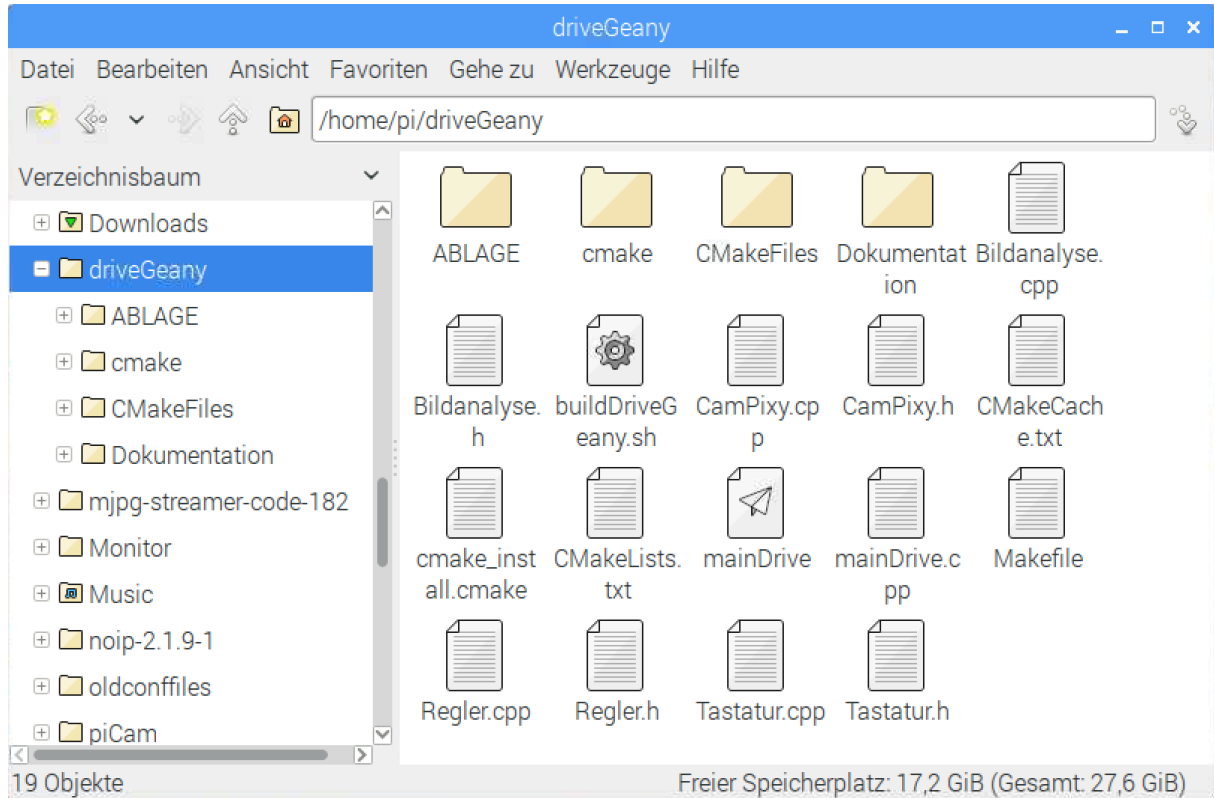 driveGeany
Datei Bearbeiten Ansicht Favoriten Gehe zu Werkzeuge Hilfe
/home/pi/driveGeany
Verzeichnisbaum
Downloads
driveGeany
ABLAGE
cmake
CMakeFiles
Dokumentation
mjpg-streamer-code-182
Monitor
Music
noip-2.1.9-1
oldconffiles
piCam
ABLAGE
cmake
CMakeFiles
Dokumentat
ion
Bildanalyse.
cpp
Bildanalyse.
h
buildDriveG
eany.sh
CamPixy.cp
p
CamPixy.h
CMakeCach
e.txt
cmake_inst
all.cmake
CMakeLists.
txt
mainDrive
mainDrive.c
pp
Makefile
Regler.cpp
Regler.h
Tastatur.cpp
Tastatur.h
19 Objekte
Freier Speicherplatz: 17,2 GiB (Gesamt: 27,6 GiB)